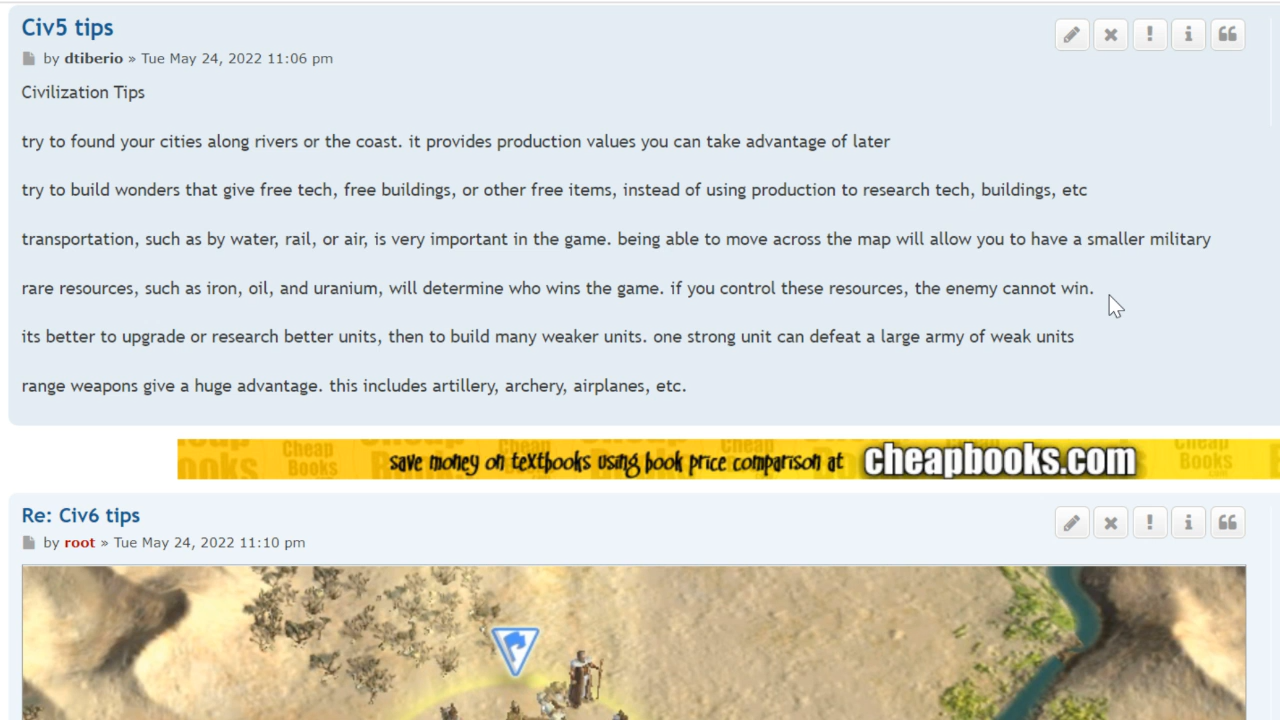 Civ5 tips
by dtiberio » Tue May 24, 2022 11:06 pm
Civilization Tips
try to found your cities along rivers or the coast. it provides production values you can take advantage of later
try to build wonders that give free tech, free buildings, or other free items, instead of using production to research tech, buildings, etc
transportation, such as by water, rail, or air, is very important in the game. being able to move across the map will allow you to have a smaller military
rare resources, such as iron, oil, and uranium, will determine who wins the game. if you control these resources, the enemy cannot win.
its better to upgrade or research better units, then to build many weaker units. one strong unit can defeat a large army of weak units
range weapons give a huge advantage. this includes artillery, archery, airplanes, etc.
save money on textbooks using book price comparison at cheapbooks.com
Re: Civ6 tips
by root » Tue May 24, 2022 11:10 pm